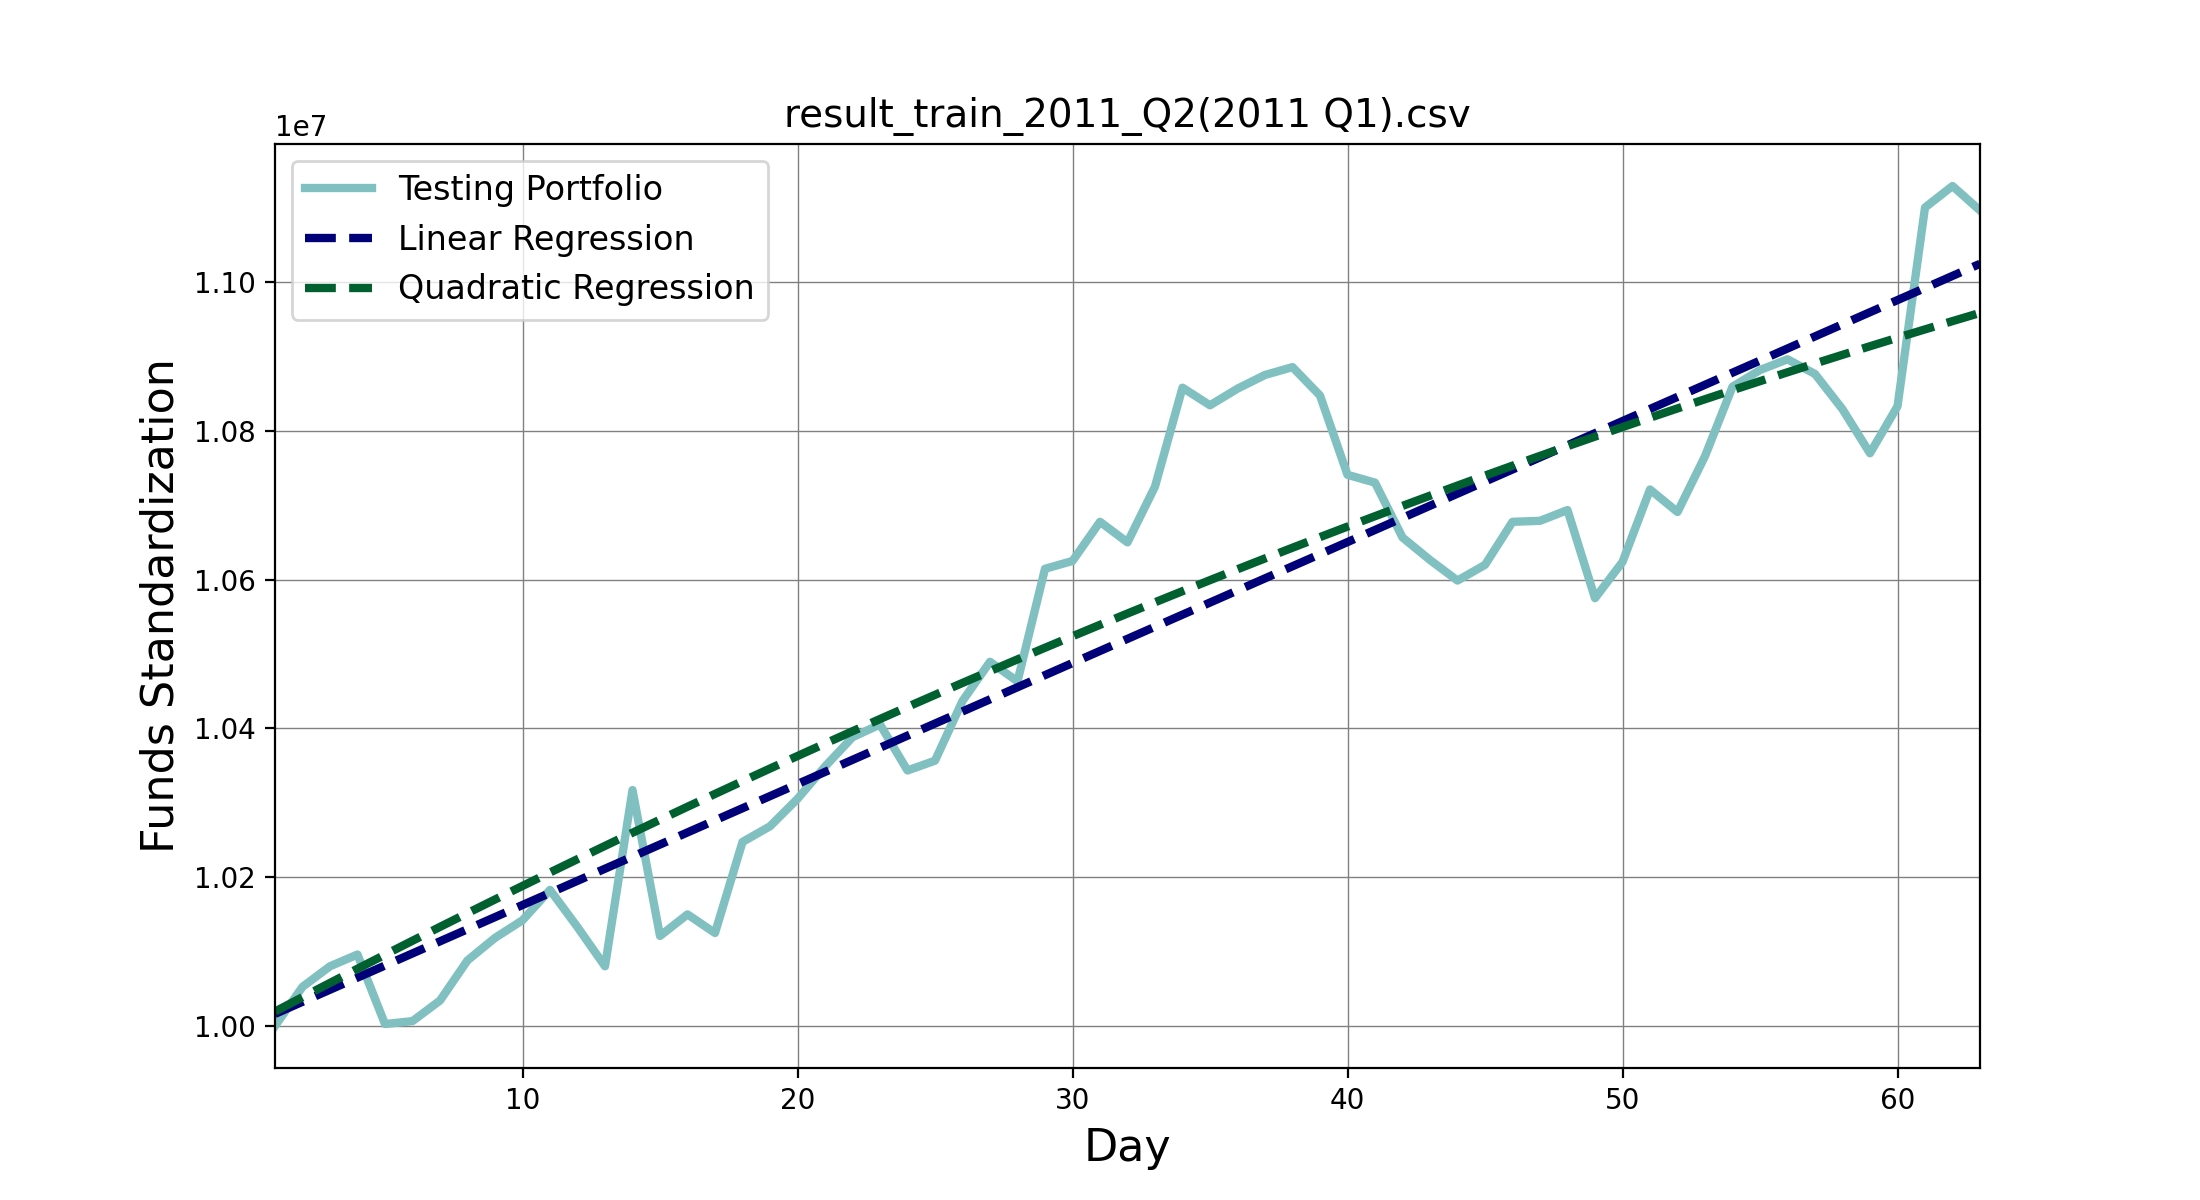 result_train_2011_Q2(2011 Q1).csv
1e7
Testing Portfolio
Linear Regression
Quadratic Regression
Funds Standardization
1.10
1.08
1.06
1.04
1.02
1.00
10 20 30 40 50 60
Day